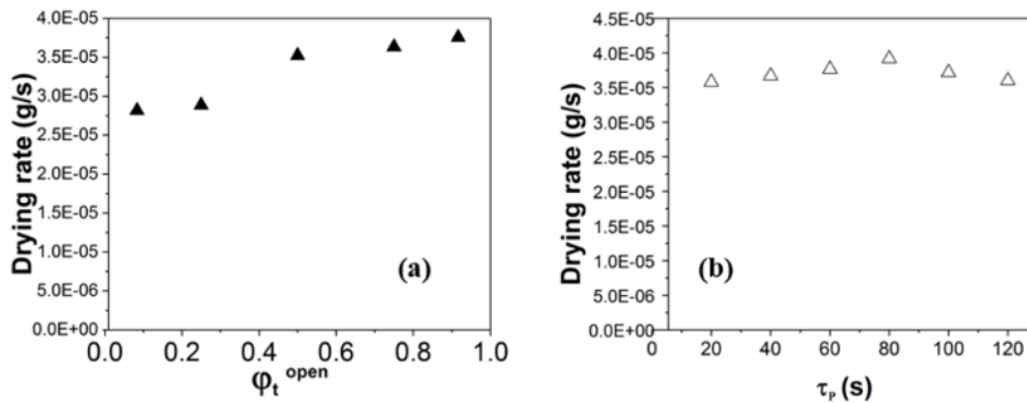 4.0E-05
3.5E-05
3.0E-05
2.5E-05
4.0E-05
1.5E-05
1.0E-05
5.0E-06
0.0E+00
Drying rate (g/s)
(a)
0.0 0.2 0.4 0.6 0.8 1.0
φt open
4.5E-05
4.0E-05
3.5E-05
3.0E-05
2.5E-05
4.0E-05
1.5E-05
1.0E-05
5.0E-06
0.0E+00
Drying rate (g/s)
(b)
0 20 40 60 80 100 120
τP (s)